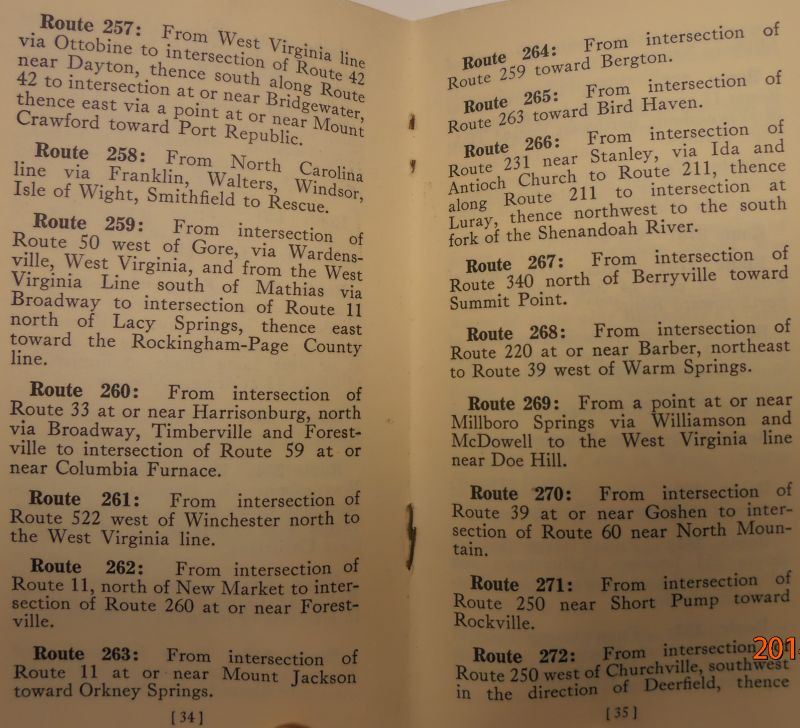 Route 257: From West Virginia line
via Ottobine to intersection of Route 42
near Dayton, thence south along Route
42 to intersection at or near Bridgewater,
thence east via a point at or near Mount
Crawford toward Port Republic.
Route 258: From North Carolina
line via Franklin, Walters, Windsor,
Isle of Wight, Smithfield to Rescue.
Route 259: From intersection of
Route 50 west of Gore, via Wardens-
ville, West Virginia, and from the West
Virginia Line south of Mathias via
Broadway to intersection of Route 11
north of Lacy Springs, thence east
toward the Rockingham-Page County
line.
Route 260: From intersection of
Route 33 at or near Harrisonburg, north
via Broadway, Timberville and Forest-
ville to intersection of Route 59 at or
near Columbia Furnace.
Route 261: From intersection of
Route 522 west of Winchester north to
the West Virginia line.
Route 262: From intersection of
Route 11, north of New Market to inter-
section of Route 260 at or near Forest-
ville.
Route 263: From intersection of
Route 11 at or near Mount Jackson
toward Orkney Springs.
[34]
Route 264: From intersection of
Route 259 toward Bergton.
Route 265: From intersection of
Route 263 toward Bird Haven.
Route 266: From intersection of
Route 231 near Stanley, via Ida and
Antioch Church to Route 211, thence
along Route 211 to intersection at
Luray, thence northwest to the south
fork of the Shenandoah River.
Route 267: From intersection of
Route 340 north of Berryville toward
Summit Point.
Route 268: From intersection of
Route 220 at or near Barber, northeast
to Route 39 west of Warm Springs.
Route 269: From a point at or near
Millboro Springs via Williamson and
McDowell to the West Virginia line
near Doe Hill.
Route 270: From intersection of
Route 39 at or near Goshen to inter-
section of Route 60 near North Moun-
tain.
Route 271: From intersection of
Route 250 near Short Pump toward
Rockville.
Route 272: From intersection of
Route 250 west of Churchville, southwest
in the direction of Deerfield, thence
[35]
201